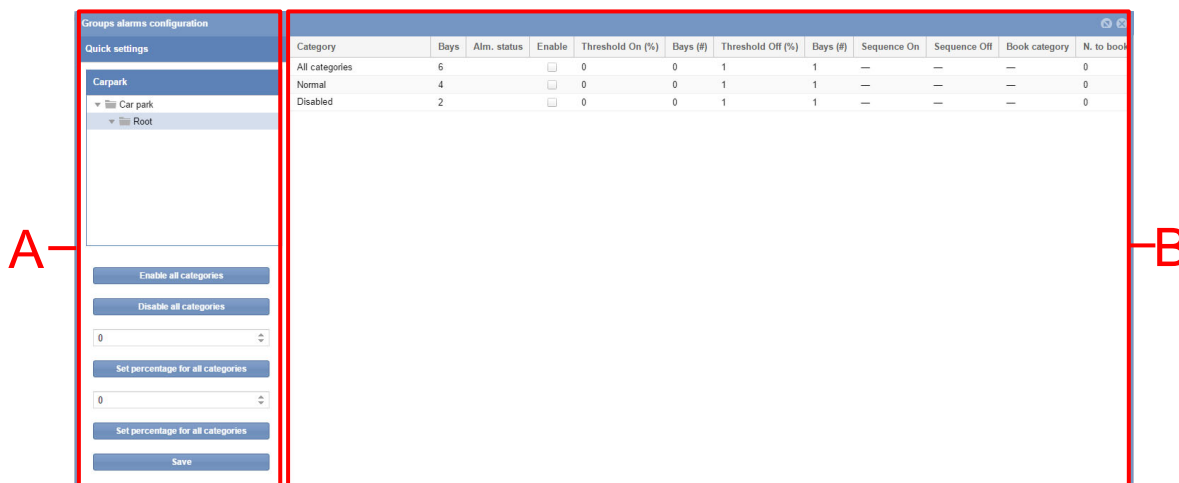 Groups alarms configuration
Quick settings
Carpark
Car park
Root
Enable all categories
Disable all categories
0
Set percentage for all categories
0
Set percentage for all categories
Save
A
Category Bays Alm. status Enable Threshold On (%) Bays (#) Threshold Off (%) Bays (#) Sequence On Sequence Off Book category N. to book
All categories 6 0 0 1 1 — — — 0
Normal 4 0 0 1 1 — — — 0
Disabled 2 0 0 1 1 — — — 0
B